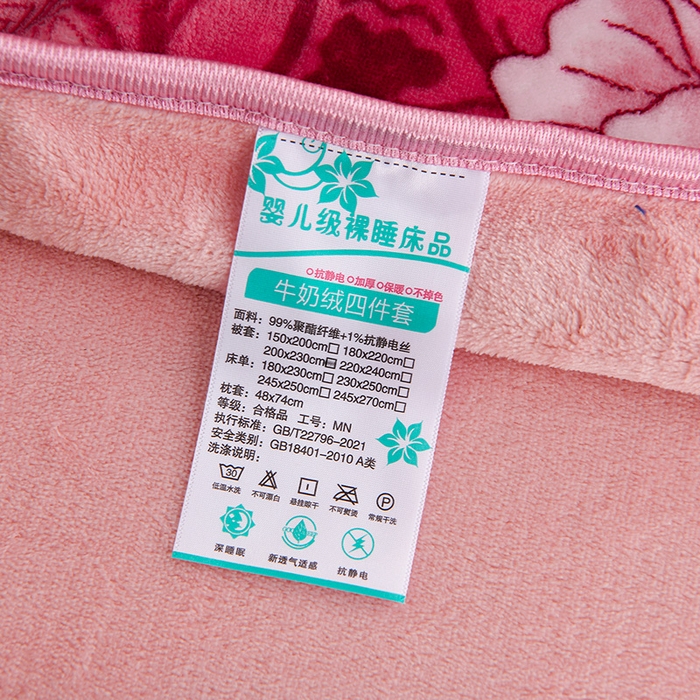 婴儿级裸睡床品
抗静电 加厚 保暖 不掉色
牛奶绒四件套
面料: 99%聚酯纤维+1%抗静电丝
被套: 150x200cm□ 180x220cm□
200x230cm□ 220x240cm□
床单: 180x230cm□ 230x250cm□
245x250cm□ 245x270cm□
枕套: 48x74cm
等级: 合格品 工号: MN
执行标准: GB/T22796-2021
安全类别: GB18401-2010 A类
洗涤说明:
30 P
低温水洗 不可漂白 悬挂晾干 不可熨烫 常规干洗
深睡眠 新透气适感 抗静电